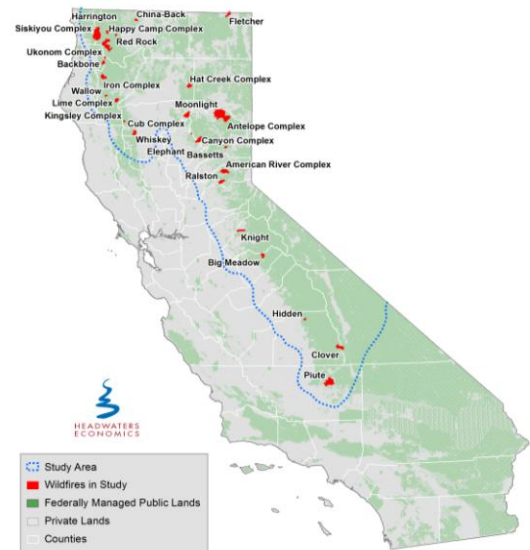 Harrington
China-Back
Fletcher
Siskiyou Complex
Happy Camp Complex
Red Rock
Ukonom Complex
Backbone
Iron Complex
Hat Creek Complex
Wallow
Lime Complex
Moonlight
Kingsley Complex
Cub Complex
Antelope Complex
Whiskey
Canyon Complex
Elephant
Bassetts
American River Complex
Ralston
Knight
Big Meadow
Hidden
Clover
Piute
HEADWATERS
ECONOMICS
Study Area
Wildfires in Study
Federally Managed Public Lands
Private Lands
Counties